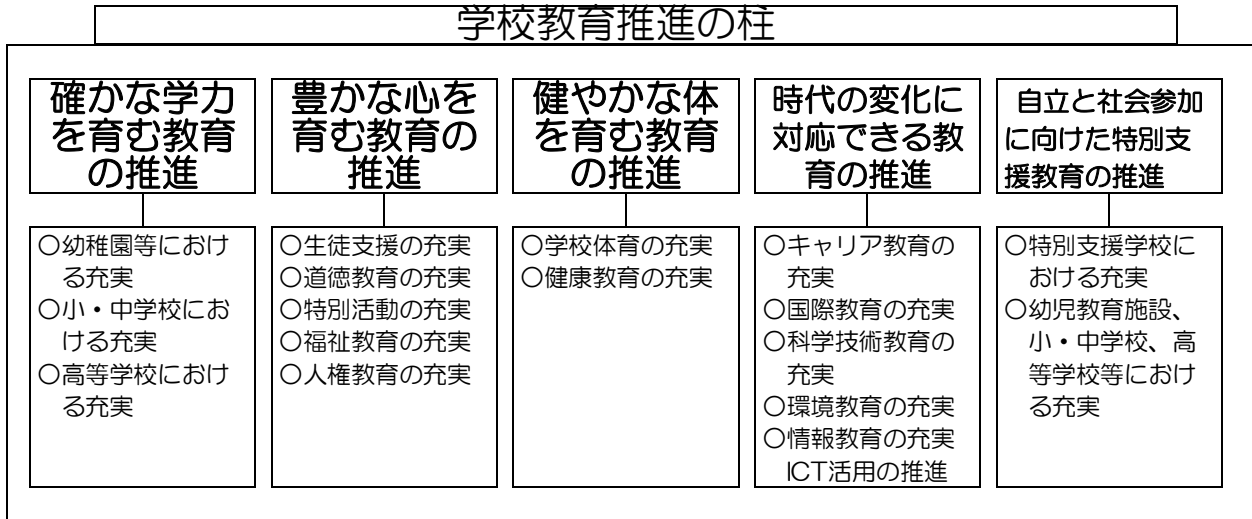 学校教育推進の柱
確かな学力
を育む教育
の推進
○幼稚園等におけ
る充実
○小・中学校にお
ける充実
○高等学校におけ
る充実
豊かな心を
育む教育の
推進
○生徒支援の充実
○道徳教育の充実
○特別活動の充実
○福祉教育の充実
○人権教育の充実
健やかな体
を育む教育
の推進
○学校体育の充実
○健康教育の充実
時代の変化に
対応できる教
育の推進
○キャリア教育の
充実
○国際教育の充実
○科学技術教育の
充実
○環境教育の充実
○情報教育の充実
ICT活用の推進
自立と社会参加
に向けた特別支
援教育の推進
○特別支援学校に
おける充実
○幼児教育施設、
小・中学校、高
等学校等におけ
る充実